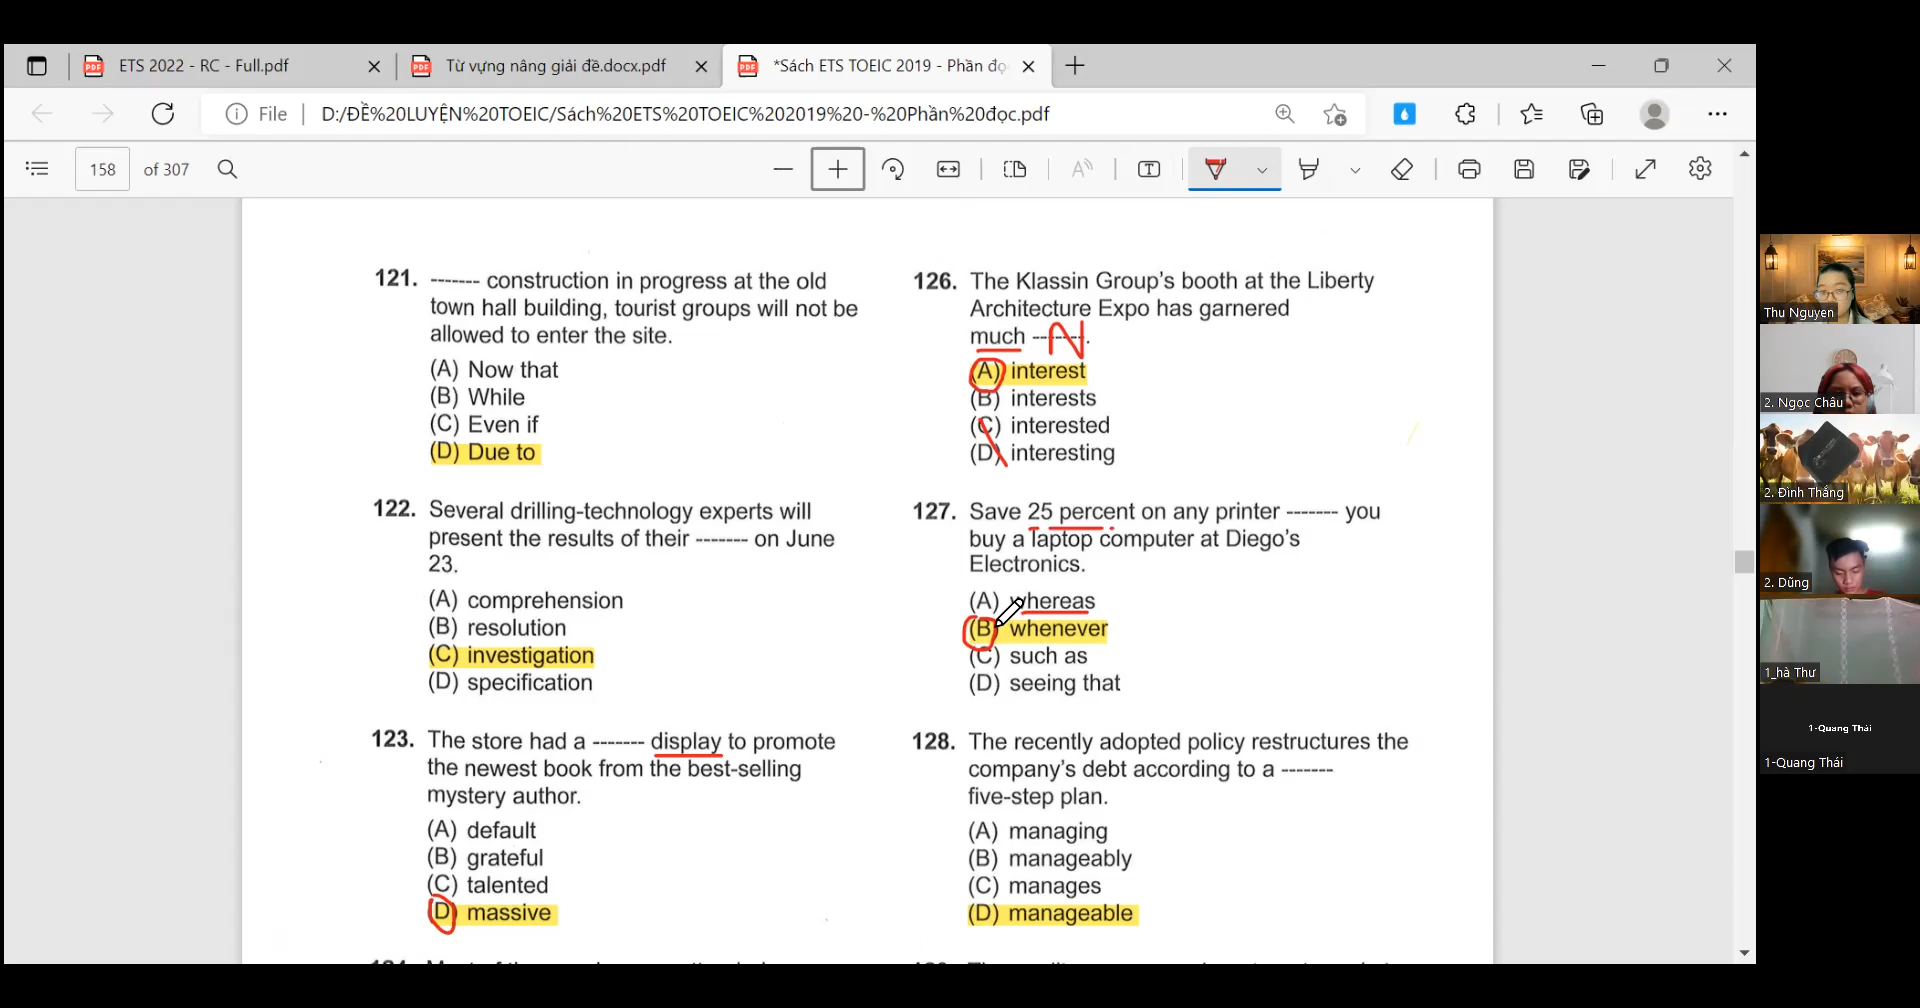 ETS 2022 - RC - Full.pdf
Từ vựng nâng giải đề.docx.pdf
*Sách ETS TOEIC 2019 - Phần đọ
File
D:/ĐỀ%20LUYỆN%20TOEIC/Sách%20ETS%20TOEIC%202019%20-%20Phần%20đọc.pdf
158 of 307
121. ------- construction in progress at the old
town hall building, tourist groups will not be
allowed to enter the site.
(A) Now that
(B) While
(C) Even if
(D) Due to
122. Several drilling-technology experts will
present the results of their ------- on June
23.
(A) comprehension
(B) resolution
(C) investigation
(D) specification
123. The store had a ------- display to promote
the newest book from the best-selling
mystery author.
(A) default
(B) grateful
(C) talented
(D) massive
126. The Klassin Group's booth at the Liberty
Architecture Expo has garnered
much -------.
N
(A) interest
(B) interests
(C) interested
(D) interesting
127. Save 25 percent on any printer ------- you
buy a laptop computer at Diego's
Electronics.
(A) whereas
(B) whenever
(C) such as
(D) seeing that
128. The recently adopted policy restructures the
company's debt according to a -------
five-step plan.
(A) managing
(B) manageably
(C) manages
(D) manageable
Thu Nguyen
2. Ngọc Châu
2. Đình Thắng
2. Dũng
1_hà Thư
1-Quang Thái
1-Quang Thái